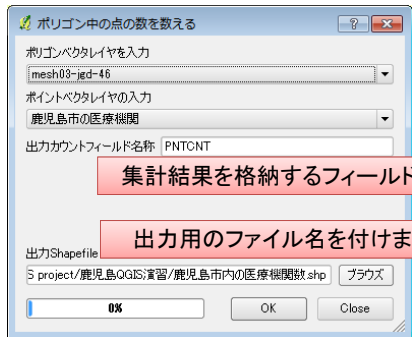 ポリゴン中の点の数を数える
ポリゴンベクタレイヤを入力
mesh03-jgd-46
ポイントベクタレイヤの入力
鹿児島市の医療機関
出力カウントフィールド名称 PNTCNT
集計結果を格納するフィールド
出力用のファイル名を付けま
出力Shapefile
S project/鹿児島QGIS演習/鹿児島市内の医療機関数.shp ブラウズ
0% OK Close